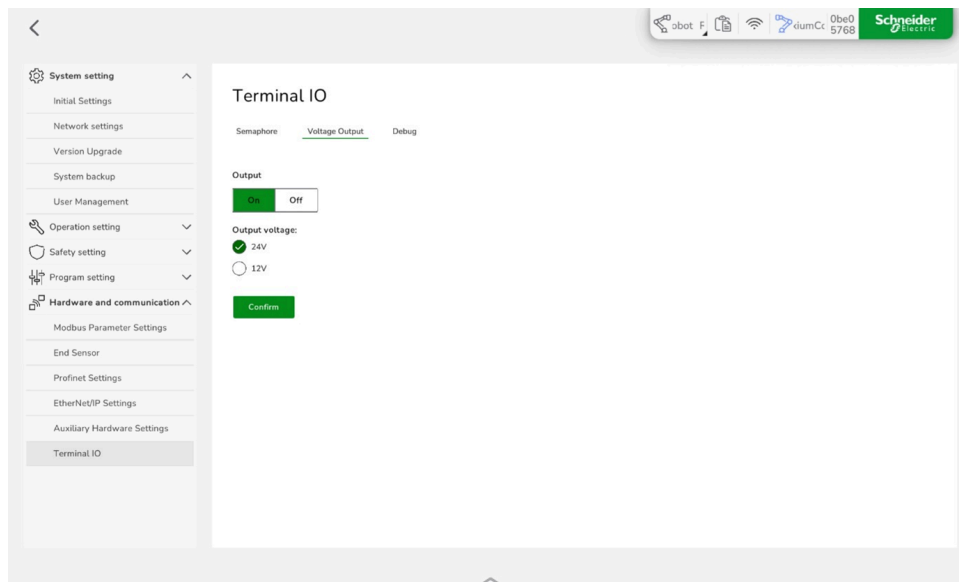 obot F
iumCc
0be0
5768
Schneider
Electric
System setting
Initial Settings
Network settings
Version Upgrade
System backup
User Management
Operation setting
Safety setting
Program setting
Hardware and communication
Modbus Parameter Settings
End Sensor
Profinet Settings
EtherNet/IP Settings
Auxiliary Hardware Settings
Terminal IO
Terminal IO
Semaphore Voltage Output Debug
Output
On Off
Output voltage:
24V
12V
Confirm